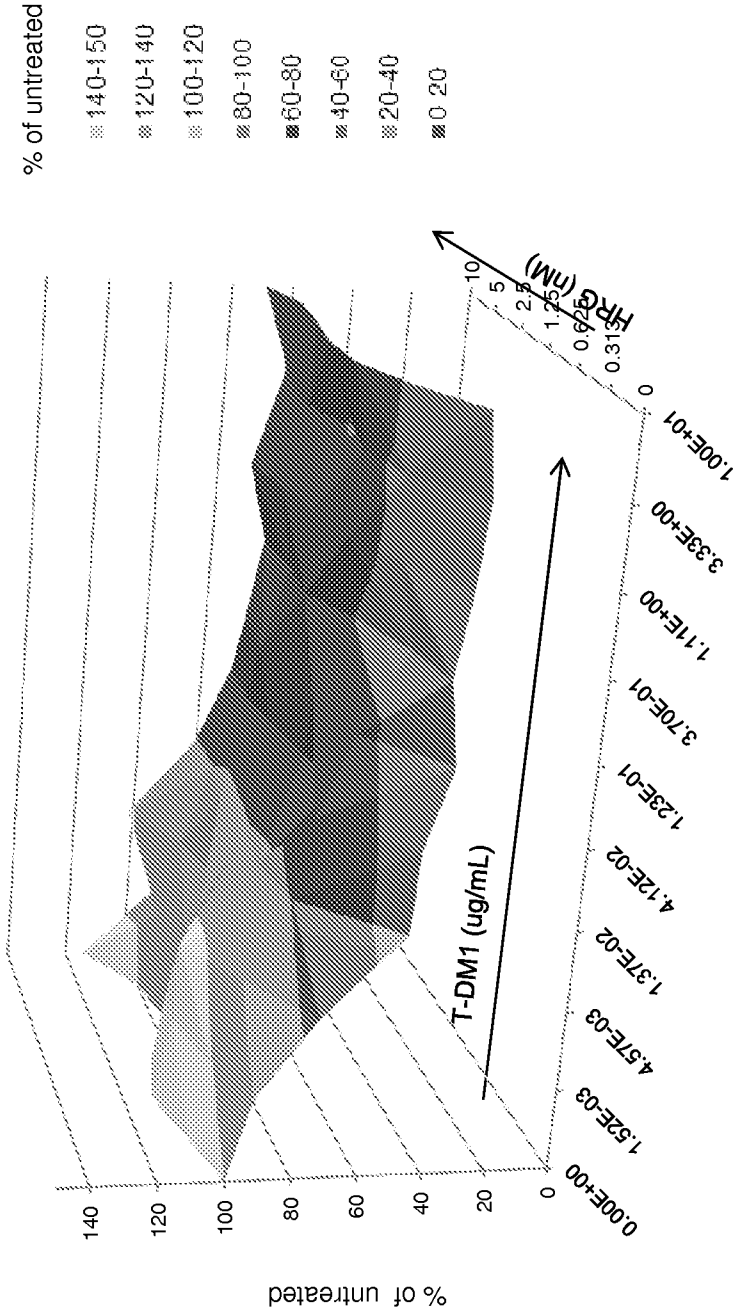 % of untreated
140-150
120-140
100-120
80-100
60-80
40-60
20-40
0 20
% of untreated
140
120
100
80
60
40
20
0
T-DM1 (ug/mL)
0.00E+00
1.52E-03
4.57E-03
1.37E-02
4.12E-02
1.23E-01
3.70E-01
1.11E+00
3.33E+00
1.00E+01
HRG (nM)
10
5
2.5
1.25
0.625
0.313
0